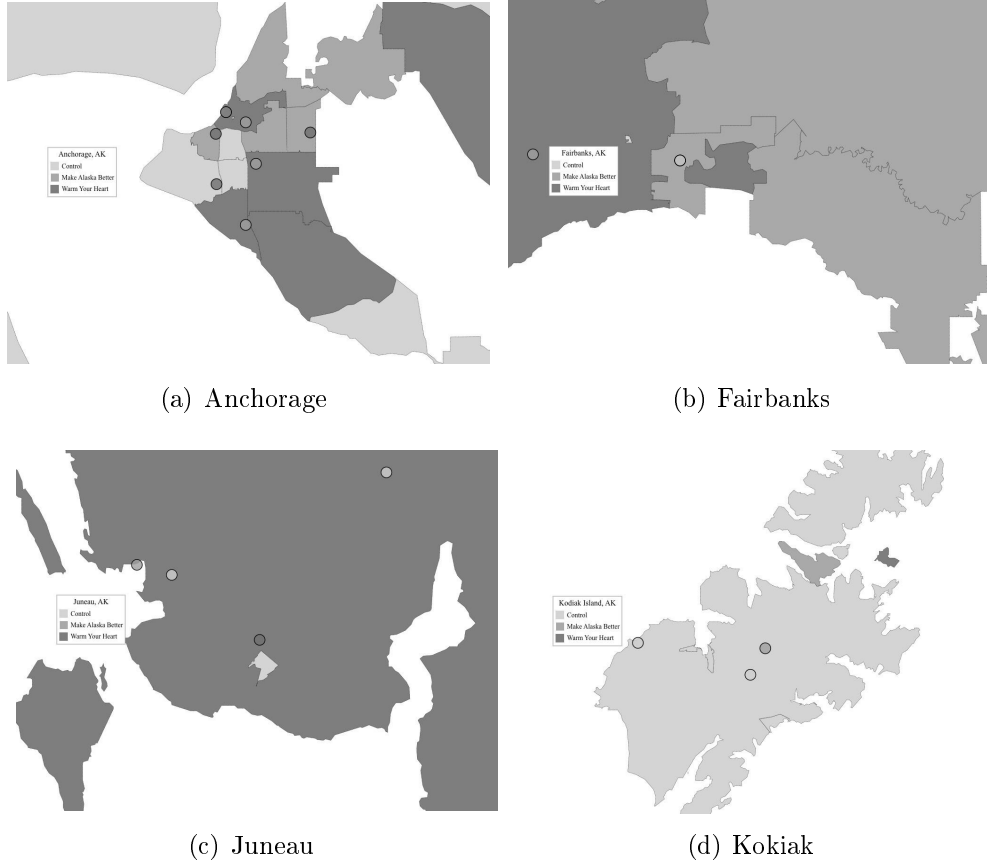 Anchorage, AK
Control
Make Alaska Better
Warm Your Heart
Fairbanks, AK
Control
Make Alaska Better
Warm Your Heart
(a) Anchorage
(b) Fairbanks
Juneau, AK
Control
Make Alaska Better
Warm Your Heart
Kodiak Island, AK
Control
Make Alaska Better
Warm Your Heart
(c) Juneau
(d) Kokiak